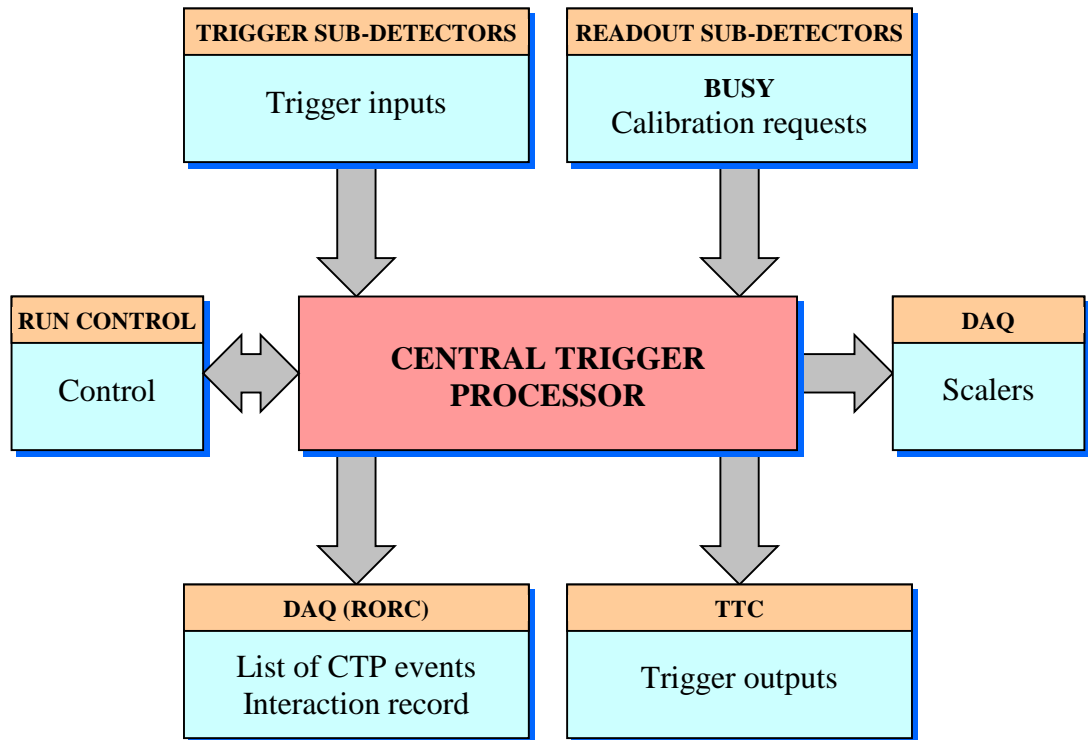 TRIGGER SUB-DETECTORS
Trigger inputs
READOUT SUB-DETECTORS
BUSY
Calibration requests
RUN CONTROL
Control
CENTRAL TRIGGER
PROCESSOR
DAQ
Scalers
DAQ (RORC)
List of CTP events
Interaction record
TTC
Trigger outputs